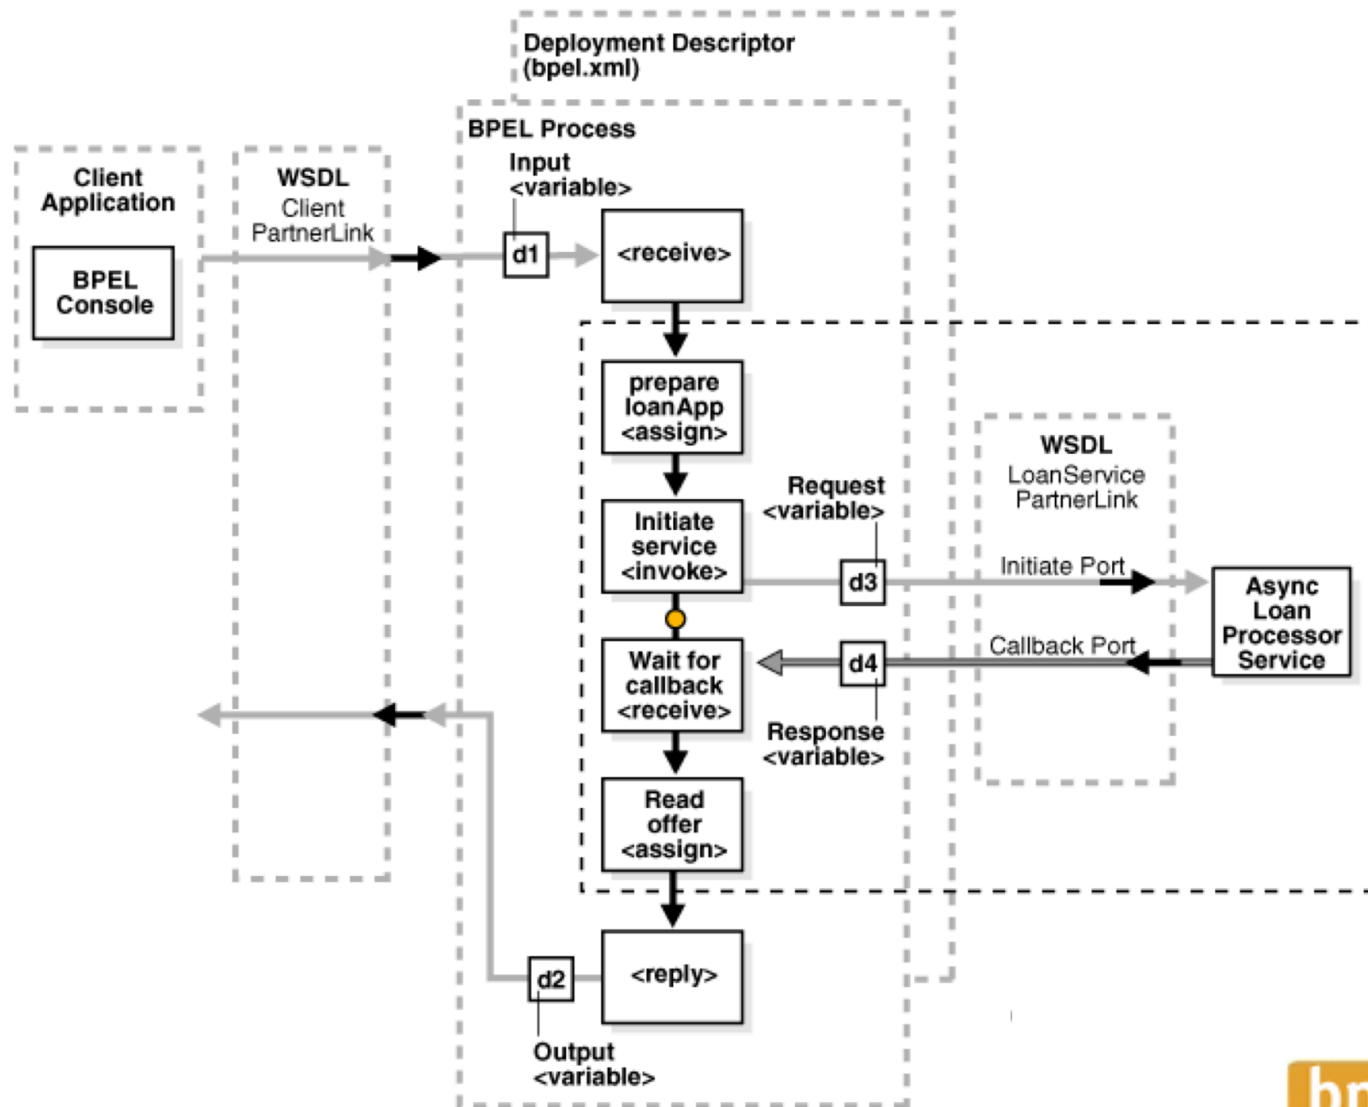 Deployment Descriptor
(bpel.xml)
BPEL Process
Client
Application
BPEL
Console
WSDL
Client
PartnerLink
Input
<variable>
d1
<receive>
prepare
loanApp
<assign>
Initiate
service
<invoke>
Request
<variable>
d3
WSDL
LoanService
PartnerLink
Initiate Port
Callback Port
Async
Loan
Processor
Service
Wait for
callback
<receive>
d4
Response
<variable>
Read
offer
<assign>
<reply>
d2
Output
<variable>